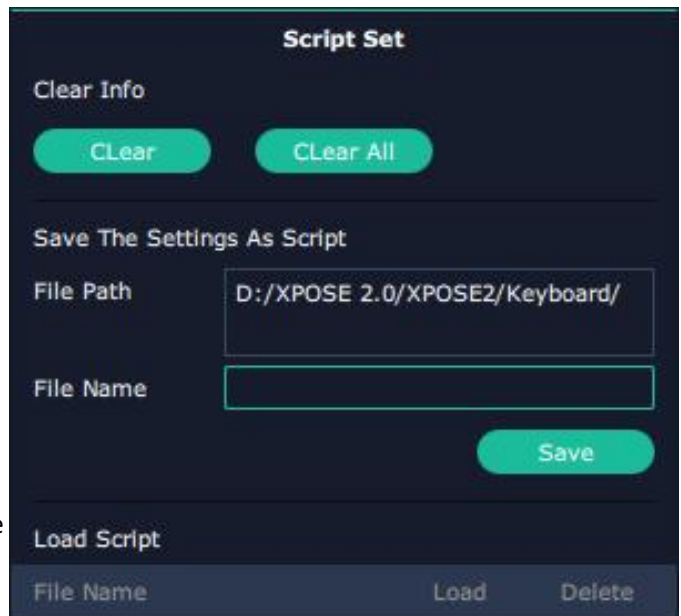 Script Set
Clear Info
CLear CLear All
Save The Settings As Script
File Path D:/XPOSE 2.0/XPOSE2/Keyboard/
File Name
Save
e
Load Script
File Name Load Delete